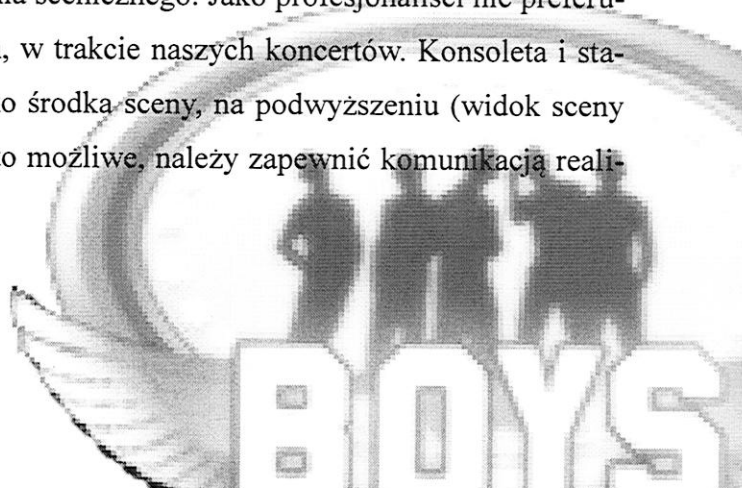 scenicznego. Jako profesjonaliści nie preferu-
, w trakcie naszych koncertów. Konsoleta i sta-
o środka sceny, na podwyższeniu (widok sceny
o możliwe, należy zapewnić komunikacją reali-
BOYS